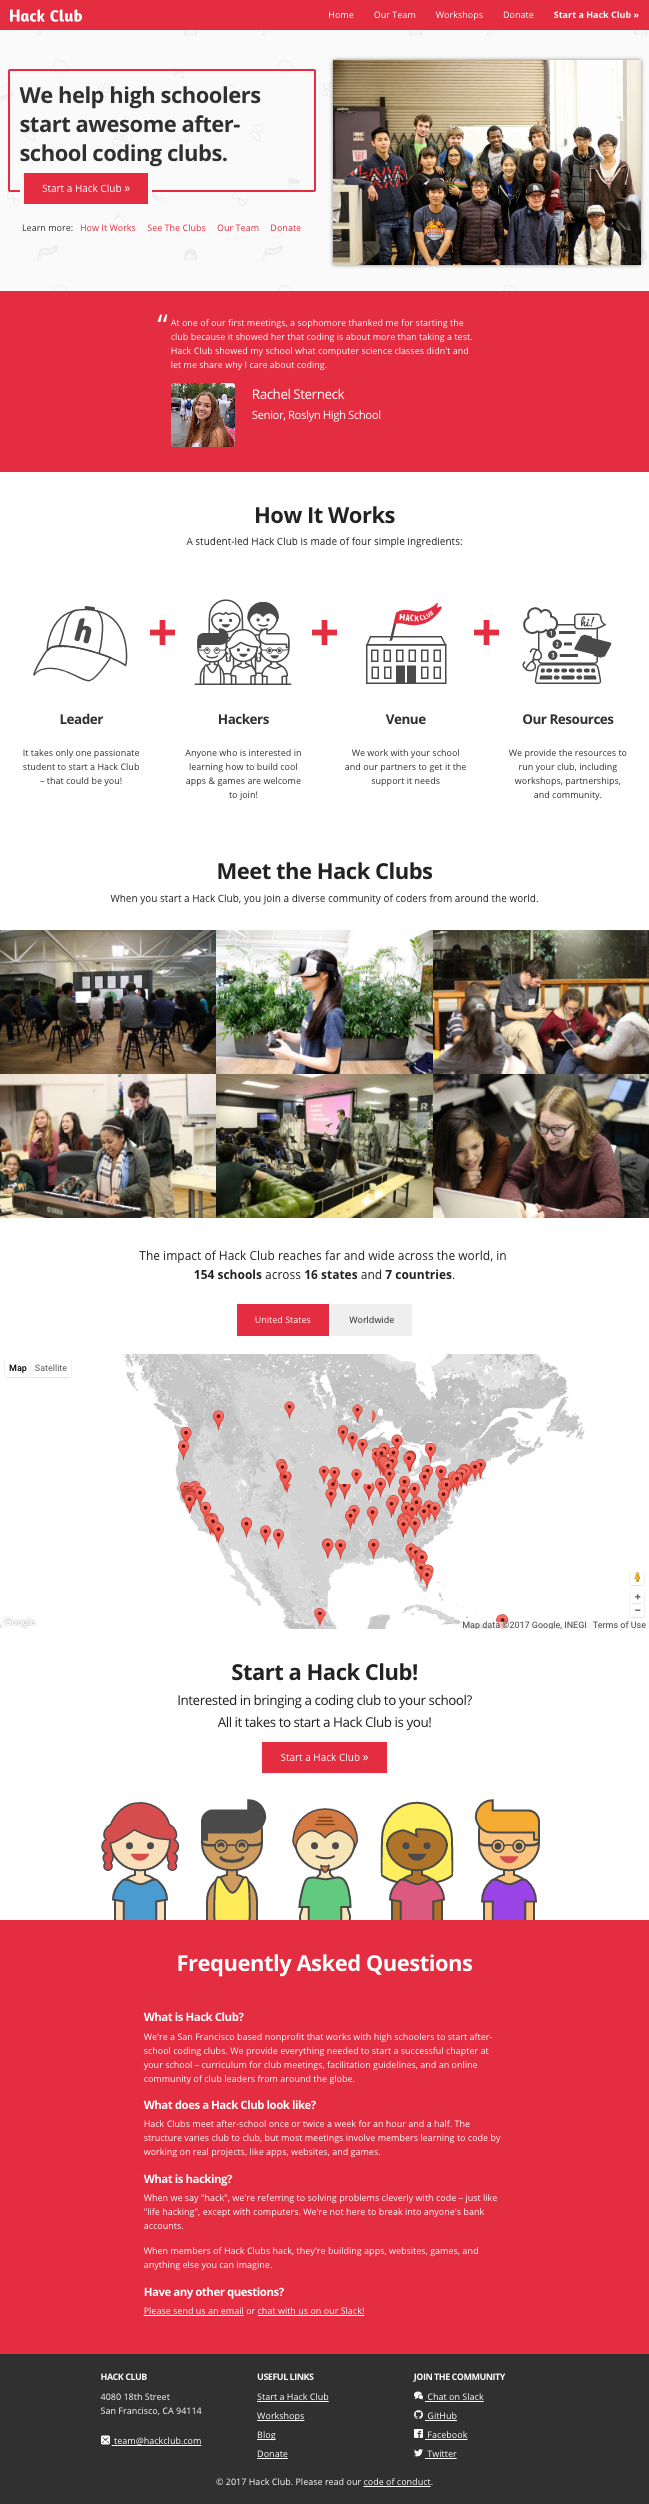 Hack Club
Home Our Team Workshops Donate Start a Hack Club »
We help high schoolers
start awesome after-
school coding clubs.
Start a Hack Club »
Learn more: How It Works See The Clubs Our Team Donate
“ At one of our first meetings, a sophomore thanked me for starting the
club because it showed her that coding is about more than taking a test.
Hack Club showed my school what computer science classes didn't and
let me share why I care about coding.
Rachel Sterneck
Senior, Roslyn High School
How It Works
A student-led Hack Club is made of four simple ingredients:
h
+ + +
HACK CLUB
hi!
1
2
3
Leader
It takes only one passionate
student to start a Hack Club
– that could be you!
Hackers
Anyone who is interested in
learning how to build cool
apps & games are welcome
to join!
Venue
We work with your school
and our partners to get it the
support it needs
Our Resources
We provide the resources to
run your club, including
workshops, partnerships,
and community.
Meet the Hack Clubs
When you start a Hack Club, you join a diverse community of coders from around the world.
The impact of Hack Club reaches far and wide across the world, in
154 schools across 16 states and 7 countries.
United States Worldwide
Map Satellite
+
−
Google
Map data ©2017 Google, INEGI Terms of Use
Start a Hack Club!
Interested in bringing a coding club to your school?
All it takes to start a Hack Club is you!
Start a Hack Club »
Frequently Asked Questions
What is Hack Club?
We're a San Francisco based nonprofit that works with high schoolers to start after-
school coding clubs. We provide everything needed to start a successful chapter at
your school – curriculum for club meetings, facilitation guidelines, and an online
community of club leaders from around the globe.
What does a Hack Club look like?
Hack Clubs meet after-school once or twice a week for an hour and a half. The
structure varies club to club, but most meetings involve members learning to code by
working on real projects, like apps, websites, and games.
What is hacking?
When we say "hack", we're referring to solving problems cleverly with code – just like
"life hacking", except with computers. We're not here to break into anyone's bank
accounts.
When members of Hack Clubs hack, they're building apps, websites, games, and
anything else you can imagine.
Have any other questions?
Please send us an email or chat with us on our Slack!
HACK CLUB
4080 18th Street
San Francisco, CA 94114
team@hackclub.com
USEFUL LINKS
Start a Hack Club
Workshops
Blog
Donate
JOIN THE COMMUNITY
Chat on Slack
GitHub
Facebook
Twitter
© 2017 Hack Club. Please read our code of conduct.